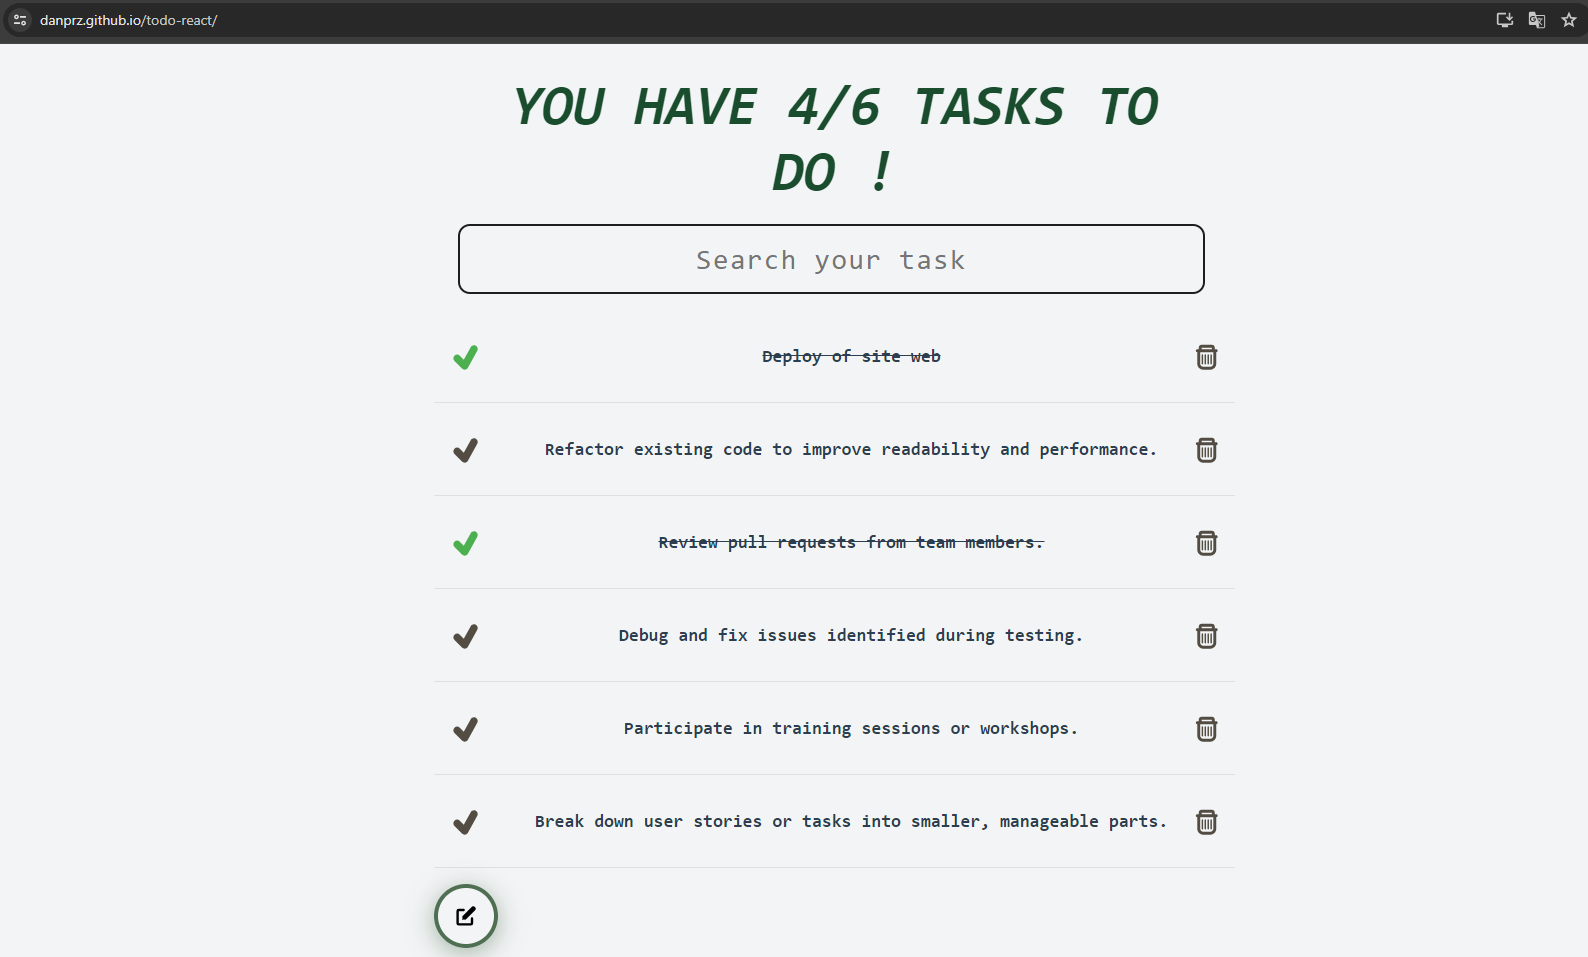 danprz.github.io/todo-react/
YOU HAVE 4/6 TASKS TO
DO !
Search your task
Deploy of site web
Refactor existing code to improve readability and performance.
Review pull requests from team members.
Debug and fix issues identified during testing.
Participate in training sessions or workshops.
Break down user stories or tasks into smaller, manageable parts.